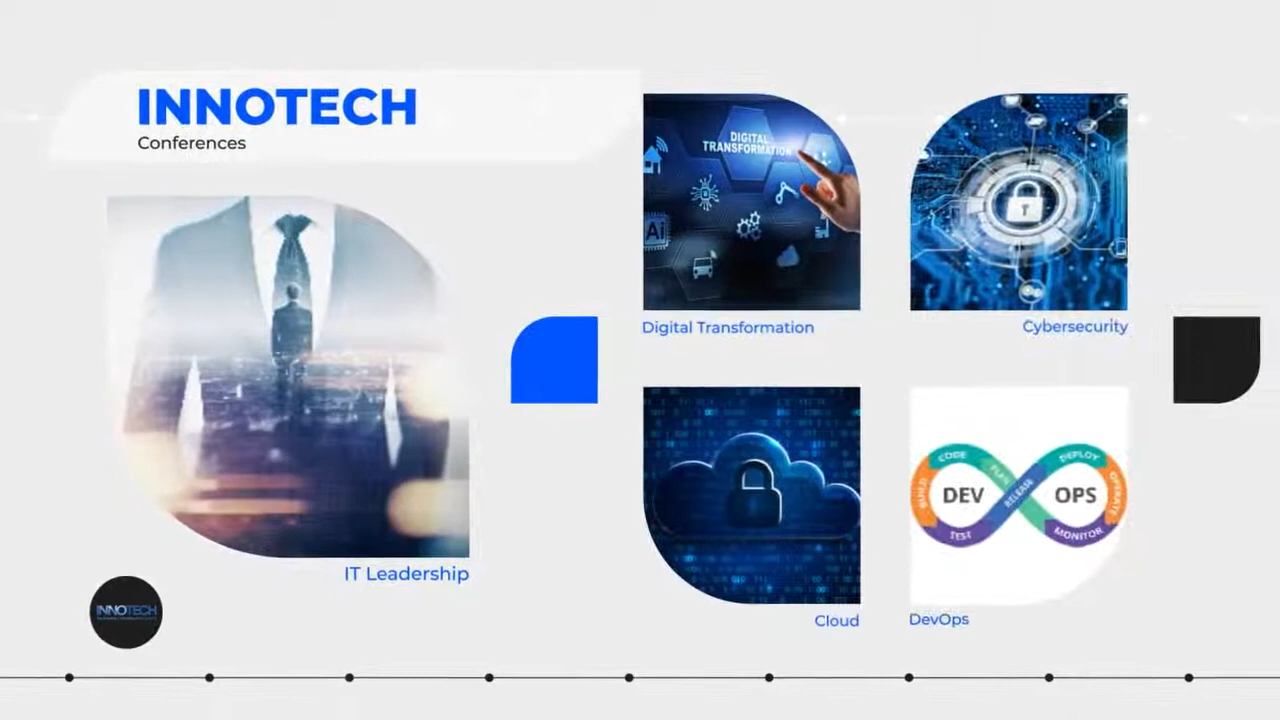 INNOTECH
Conferences
DIGITAL
TRANSFORMATION
Ai
Digital Transformation
Cybersecurity
IT Leadership
INNOTECH
Cloud
CODE
PLAN
RELEASE
DEPLOY
BUILD
DEV
OPS
OPERATE
TEST
MONITOR
DevOps